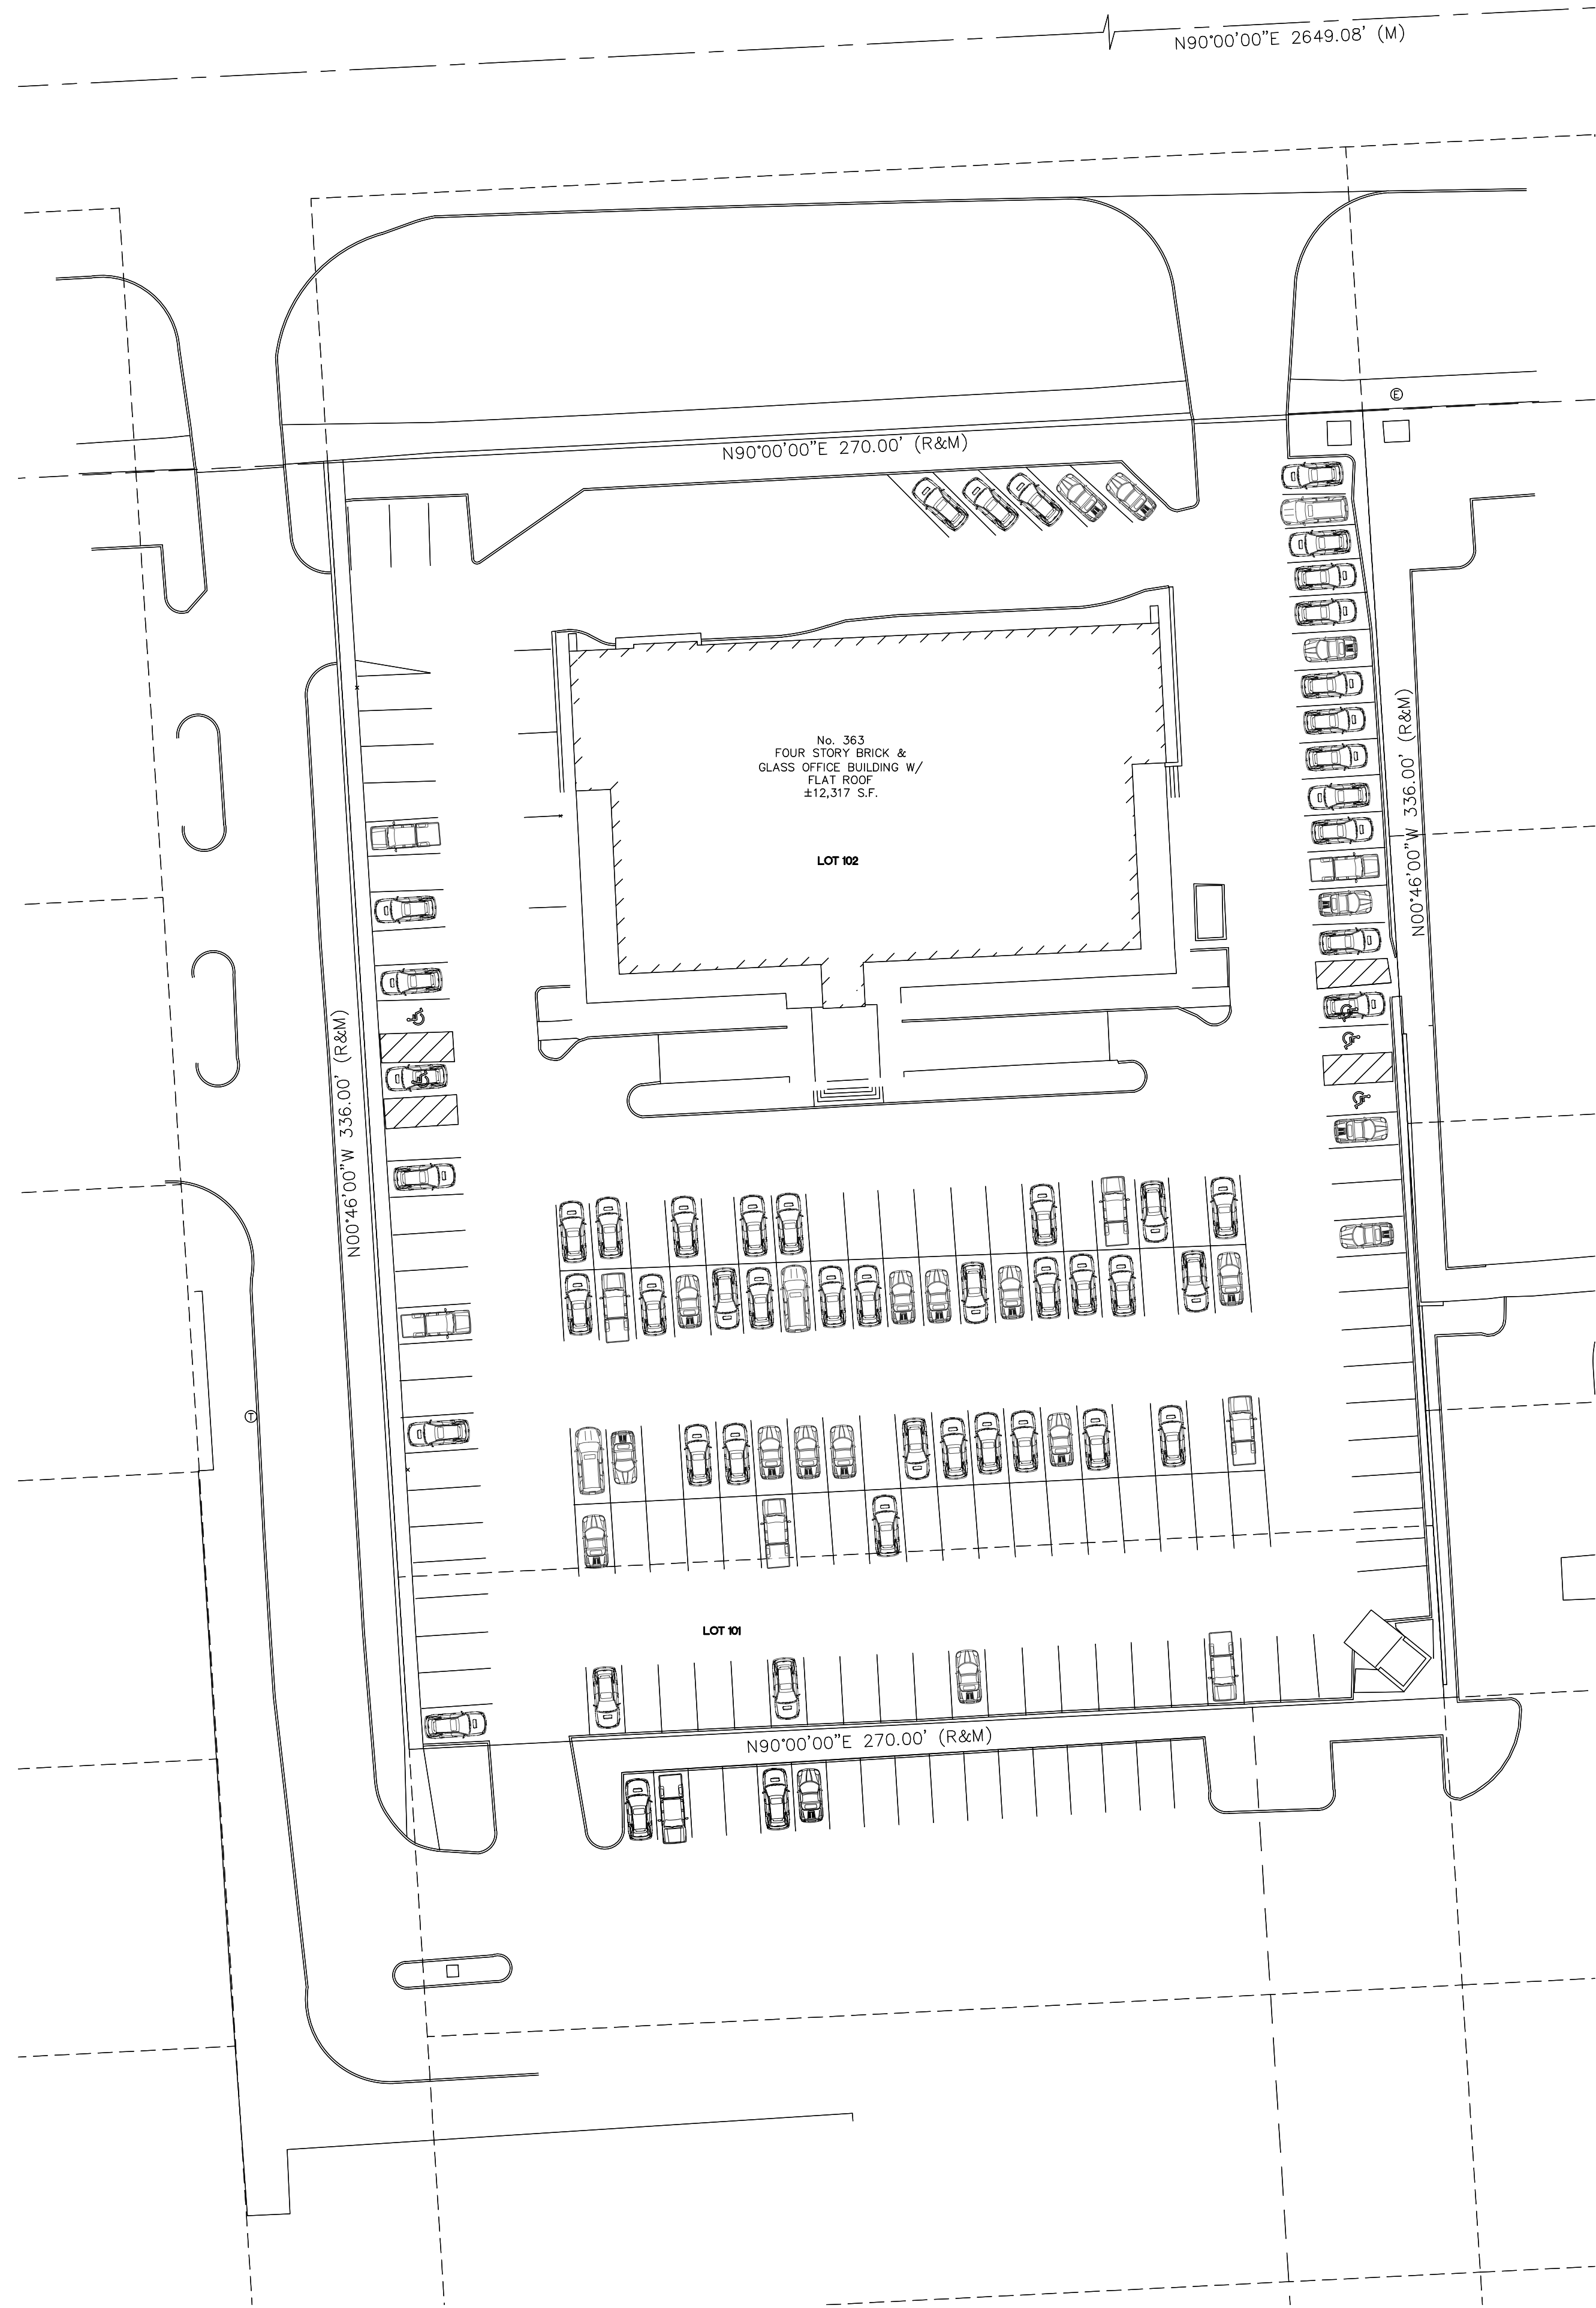 N90°00'00"E 2649.08' (M)
E
N90°00'00"E 270.00' (R&M)
No. 363
FOUR STORY BRICK &
GLASS OFFICE BUILDING W/
FLAT ROOF
±12,317 S.F.
LOT 102
N00°46'00"W 336.00' (R&M)
N00°46'00"W 336.00' (R&M)
T
LOT 101
N90°00'00"E 270.00' (R&M)